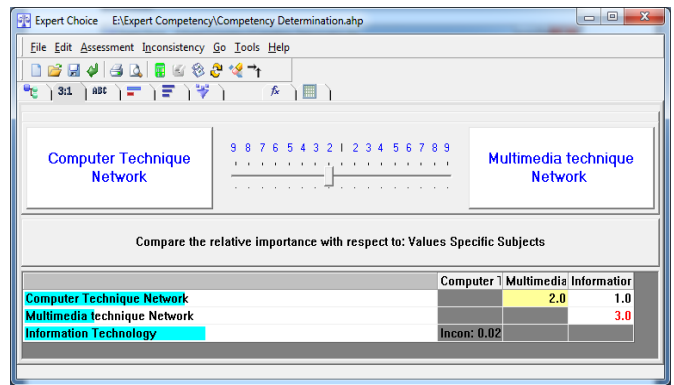 Expert Choice E:\Expert Competency\Competency Determination.ahp
File Edit Assessment Inconsistency Go Tools Help
3:1 ABC fx
9 8 7 6 5 4 3 2 1 2 3 4 5 6 7 8 9
Computer Technique
Network
Multimedia technique
Network
Compare the relative importance with respect to: Values Specific Subjects
Computer T Multimedia Information
Computer Technique Network 2.0 1.0
Multimedia technique Network 3.0
Information Technology Incon: 0.02